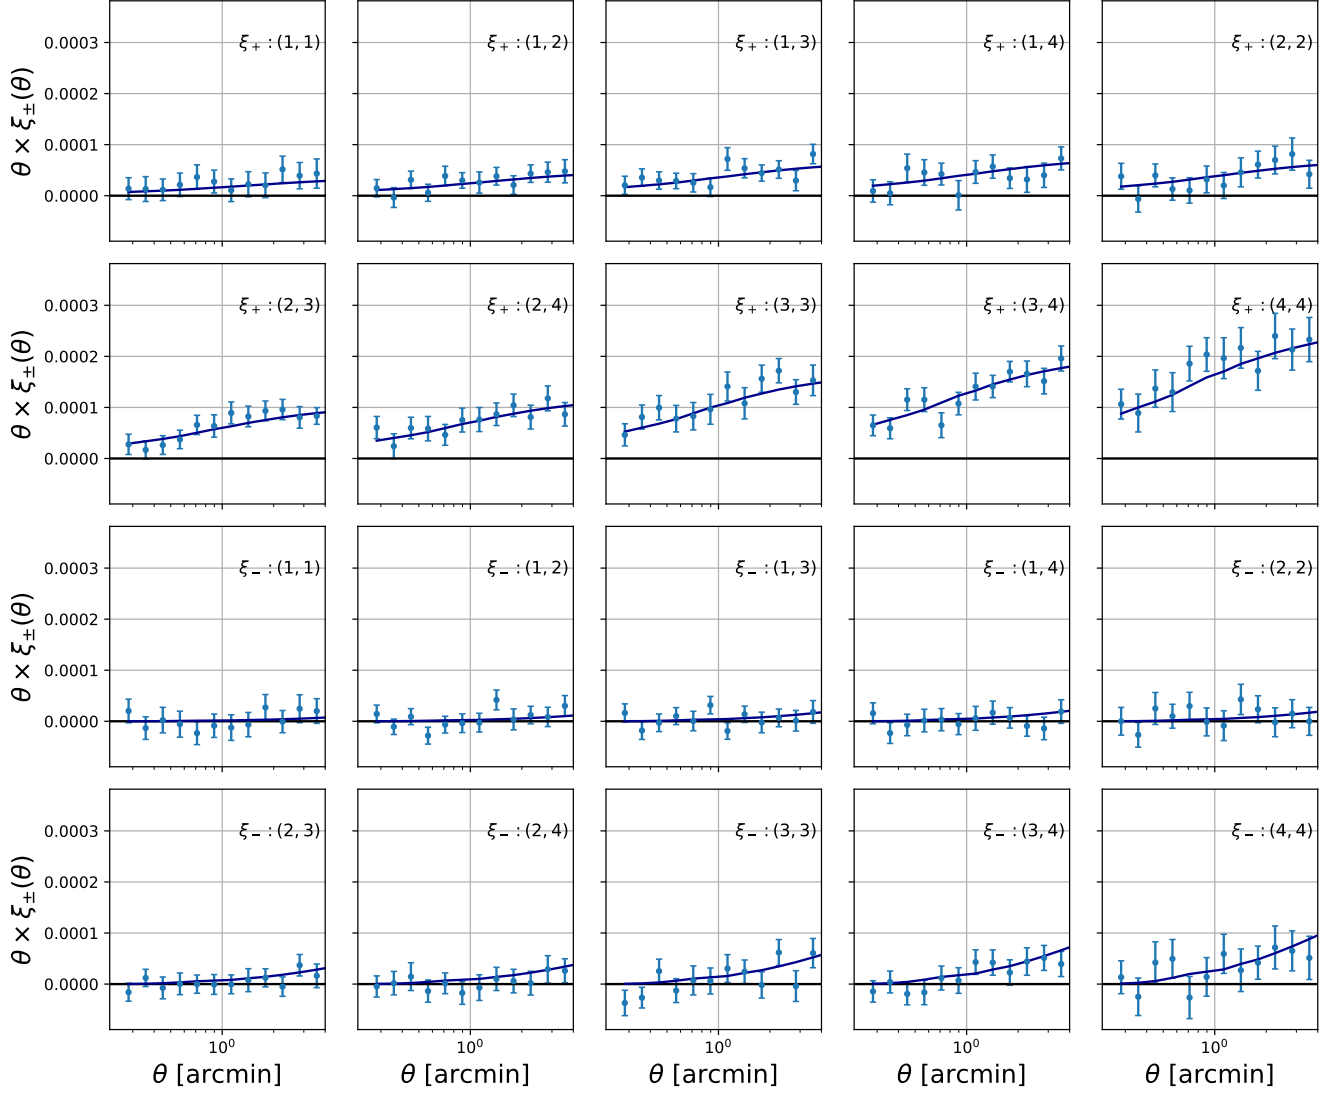 θ × ξ±(θ)
0.0003
0.0002
0.0001
0.0000
ξ₊ : (1, 1)
ξ₊ : (1, 2)
ξ₊ : (1, 3)
ξ₊ : (1, 4)
ξ₊ : (2, 2)
θ × ξ±(θ)
0.0003
0.0002
0.0001
0.0000
ξ₊ : (2, 3)
ξ₊ : (2, 4)
ξ₊ : (3, 3)
ξ₊ : (3, 4)
ξ₊ : (4, 4)
θ × ξ±(θ)
0.0003
0.0002
0.0001
0.0000
ξ₋ : (1, 1)
ξ₋ : (1, 2)
ξ₋ : (1, 3)
ξ₋ : (1, 4)
ξ₋ : (2, 2)
θ × ξ±(θ)
0.0003
0.0002
0.0001
0.0000
ξ₋ : (2, 3)
ξ₋ : (2, 4)
ξ₋ : (3, 3)
ξ₋ : (3, 4)
ξ₋ : (4, 4)
10⁰
10⁰
10⁰
10⁰
10⁰
θ [arcmin]
θ [arcmin]
θ [arcmin]
θ [arcmin]
θ [arcmin]